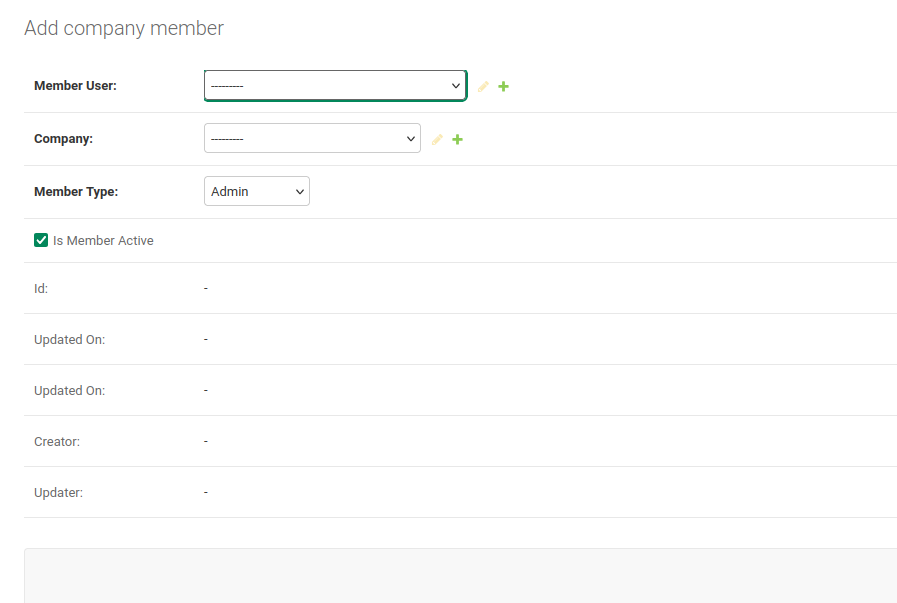 Add company member
Member User:
---------
Company:
---------
Member Type:
Admin
Is Member Active
Id:
-
Updated On:
-
Updated On:
-
Creator:
-
Updater:
-